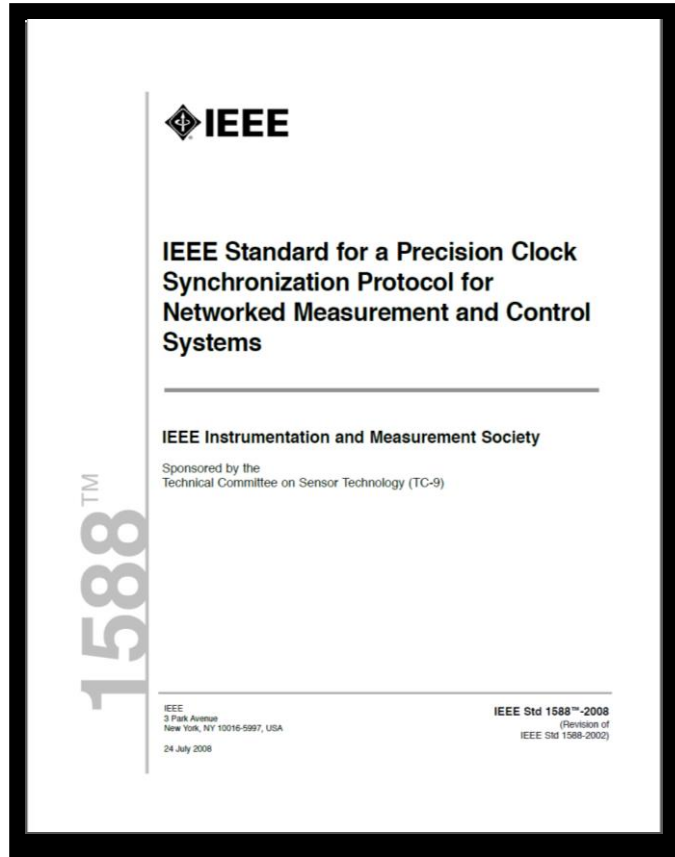 IEEE
IEEE Standard for a Precision Clock
Synchronization Protocol for
Networked Measurement and Control
Systems
IEEE Instrumentation and Measurement Society
Sponsored by the
Technical Committee on Sensor Technology (TC-9)
1588™
IEEE
3 Park Avenue
New York, NY 10016-5997, USA
24 July 2008
IEEE Std 1588™-2008
(Revision of
IEEE Std 1588-2002)